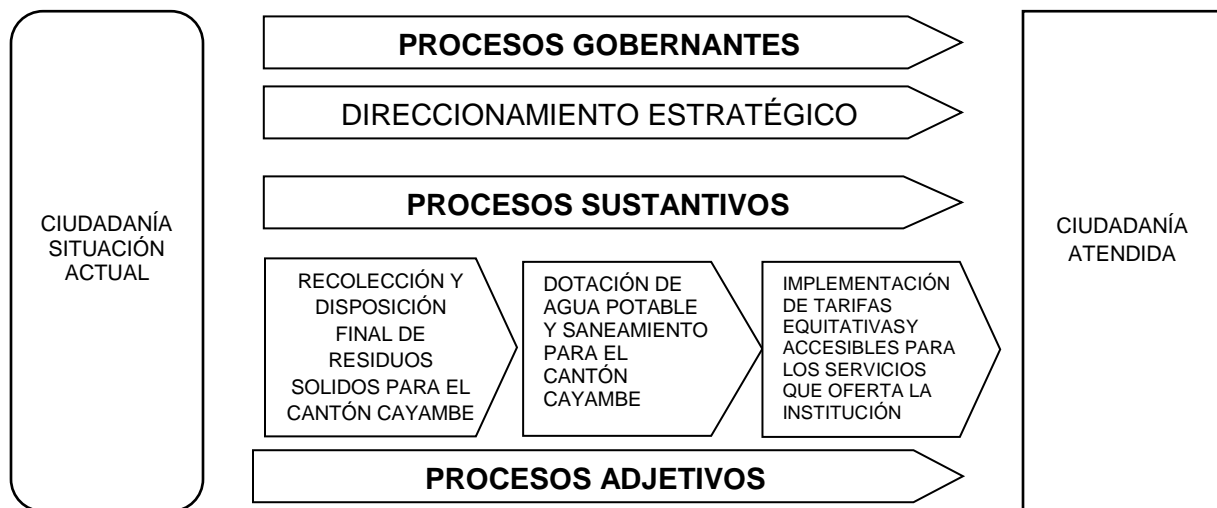 CIUDADANÍA
SITUACIÓN
ACTUAL
PROCESOS GOBERNANTES
DIRECCIONAMIENTO ESTRATÉGICO
PROCESOS SUSTANTIVOS
RECOLECCIÓN Y
DISPOSICIÓN
FINAL DE
RESIDUOS
SOLIDOS PARA EL
CANTÓN CAYAMBE
DOTACIÓN DE
AGUA POTABLE
Y SANEAMIENTO
PARA EL
CANTÓN
CAYAMBE
IMPLEMENTACIÓN
DE TARIFAS
EQUITATIVASY
ACCESIBLES PARA
LOS SERVICIOS
QUE OFERTA LA
INSTITUCIÓN
PROCESOS ADJETIVOS
CIUDADANÍA
ATENDIDA